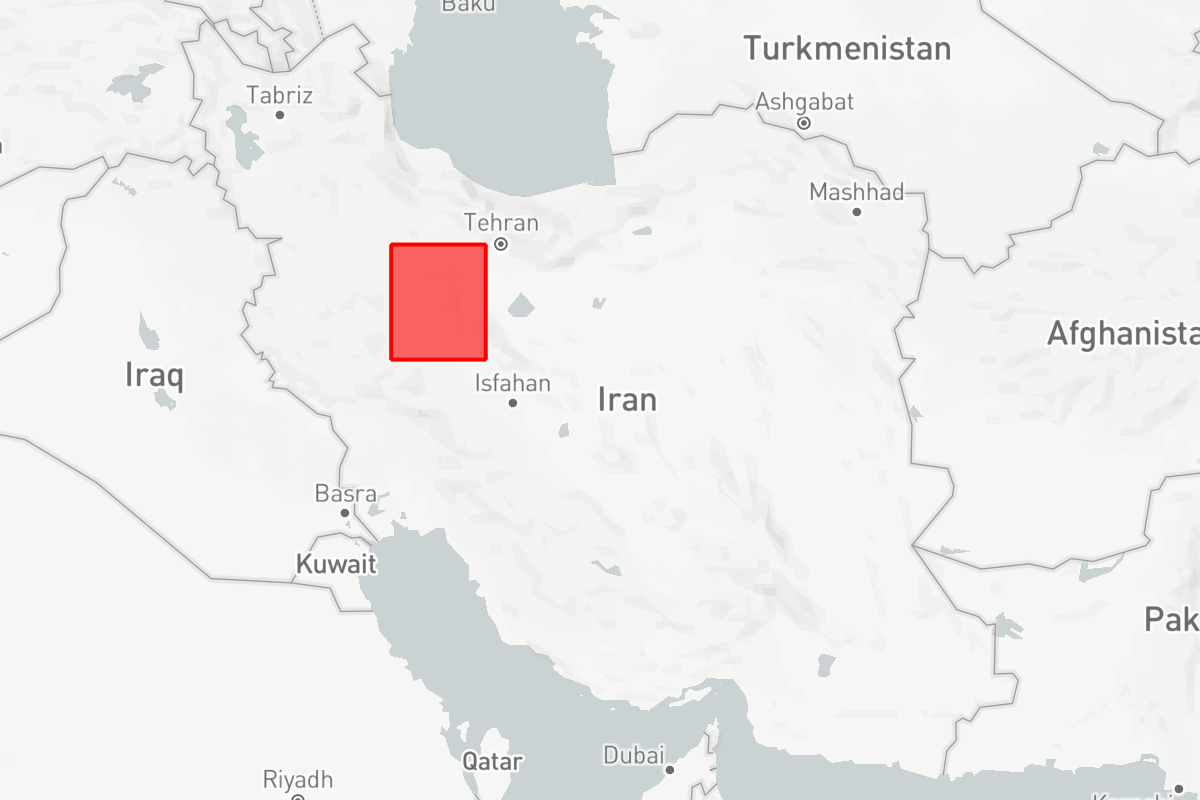 Baku
Turkmenistan
Tabriz
Ashgabat
Mashhad
Tehran
Afghanista
Iraq
Isfahan
Iran
Basra
Kuwait
Pak
Qatar
Dubai
Riyadh